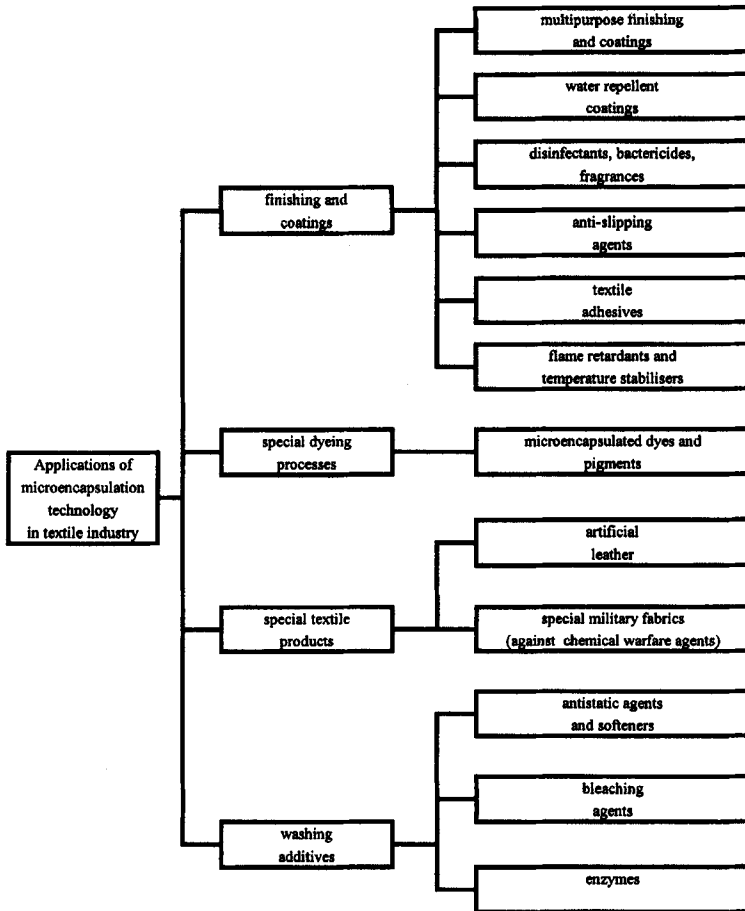 multipurpose finishing
and coatings
water repellent
coatings
disinfectants, bactericides,
fragrances
finishing and
coatings
anti-slipping
agents
textile
adhesives
flame retardants and
temperature stabilisers
Applications of
microencapsulation
technology
in textile industry
special dyeing
processes
microencapsulated dyes and
pigments
artificial
leather
special textile
products
special military fabrics
(against chemical warfare agents)
antistatic agents
and softeners
bleaching
agents
washing
additives
enzymes